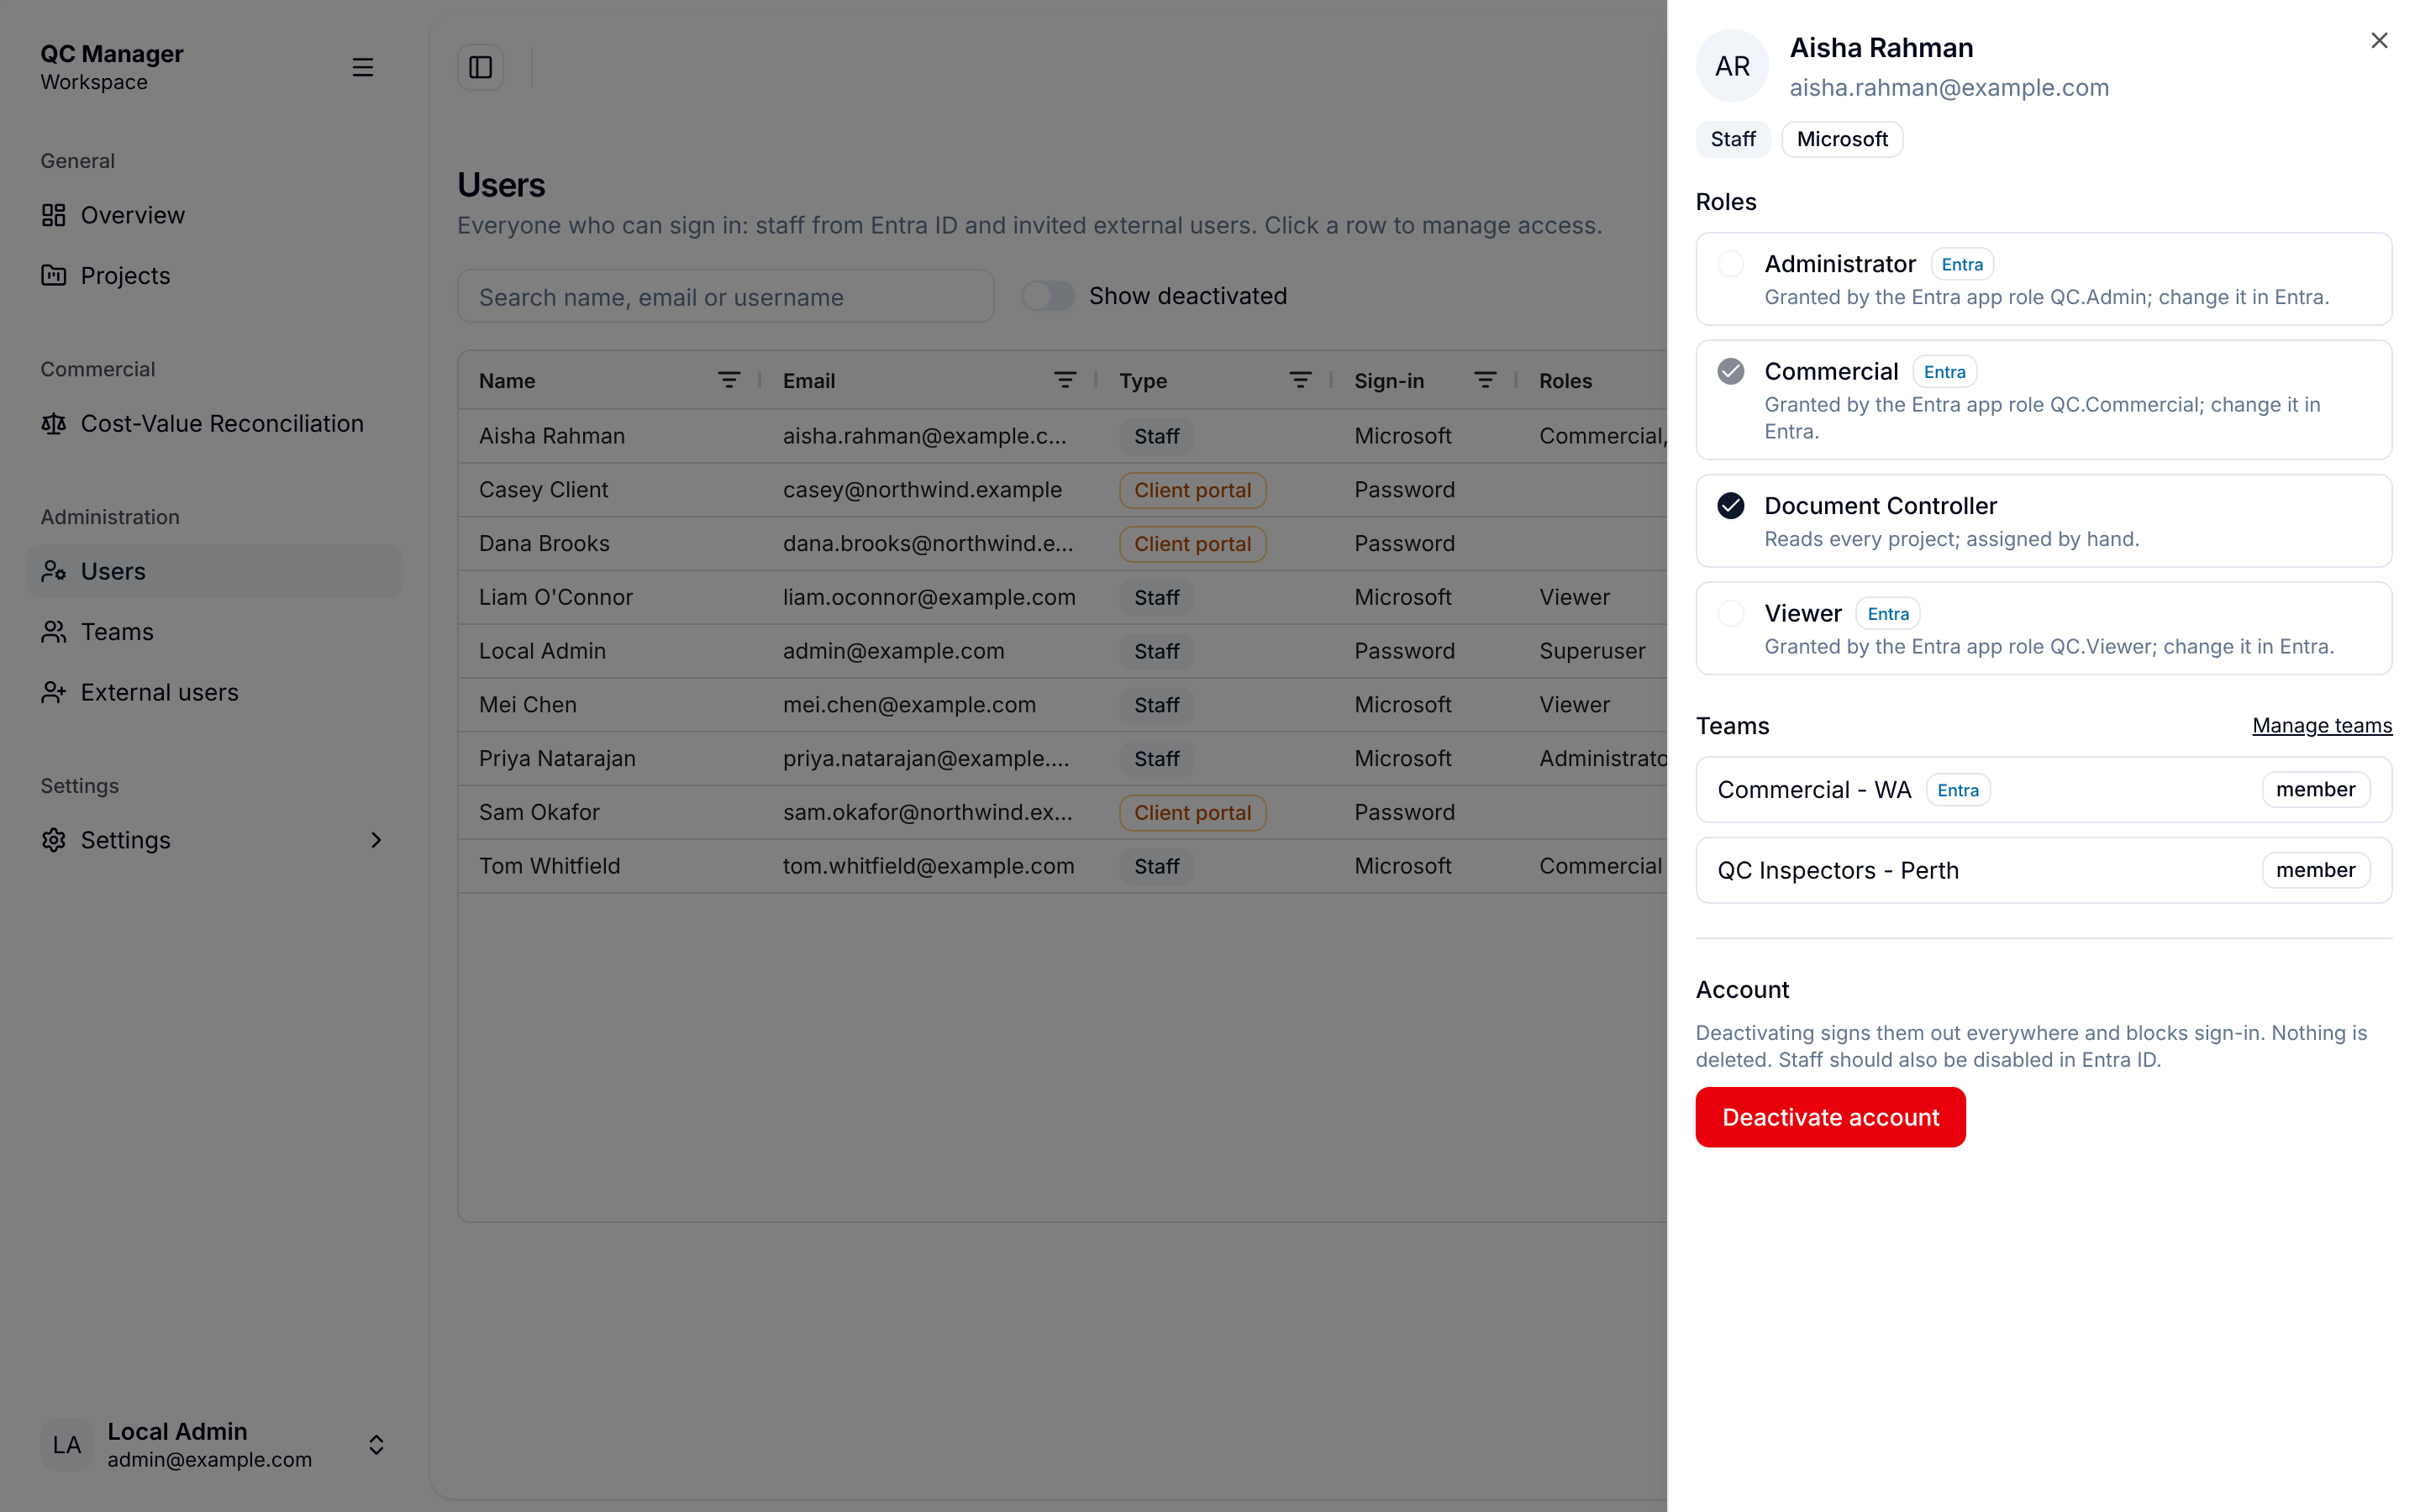 QC Manager
Workspace
General
Overview
Projects
Commercial
Cost-Value Reconciliation
Administration
Users
Teams
External users
Settings
Settings
LA
Local Admin
admin@example.com
Users
Everyone who can sign in: staff from Entra ID and invited external users. Click a row to manage access.
Search name, email or username
Show deactivated
Name Email Type Sign-in Roles
Aisha Rahman aisha.rahman@example.c... Staff Microsoft Commercial,
Casey Client casey@northwind.example Client portal Password
Dana Brooks dana.brooks@northwind.e... Client portal Password
Liam O'Connor liam.oconnor@example.com Staff Microsoft Viewer
Local Admin admin@example.com Staff Password Superuser
Mei Chen mei.chen@example.com Staff Microsoft Viewer
Priya Natarajan priya.natarajan@example.... Staff Microsoft Administrato
Sam Okafor sam.okafor@northwind.ex... Client portal Password
Tom Whitfield tom.whitfield@example.com Staff Microsoft Commercial
AR
Aisha Rahman
aisha.rahman@example.com
Staff Microsoft
Roles
Administrator Entra
Granted by the Entra app role QC.Admin; change it in Entra.
Commercial Entra
Granted by the Entra app role QC.Commercial; change it in
Entra.
Document Controller
Reads every project; assigned by hand.
Viewer Entra
Granted by the Entra app role QC.Viewer; change it in Entra.
Teams Manage teams
Commercial - WA Entra member
QC Inspectors - Perth member
Account
Deactivating signs them out everywhere and blocks sign-in. Nothing is
deleted. Staff should also be disabled in Entra ID.
Deactivate account